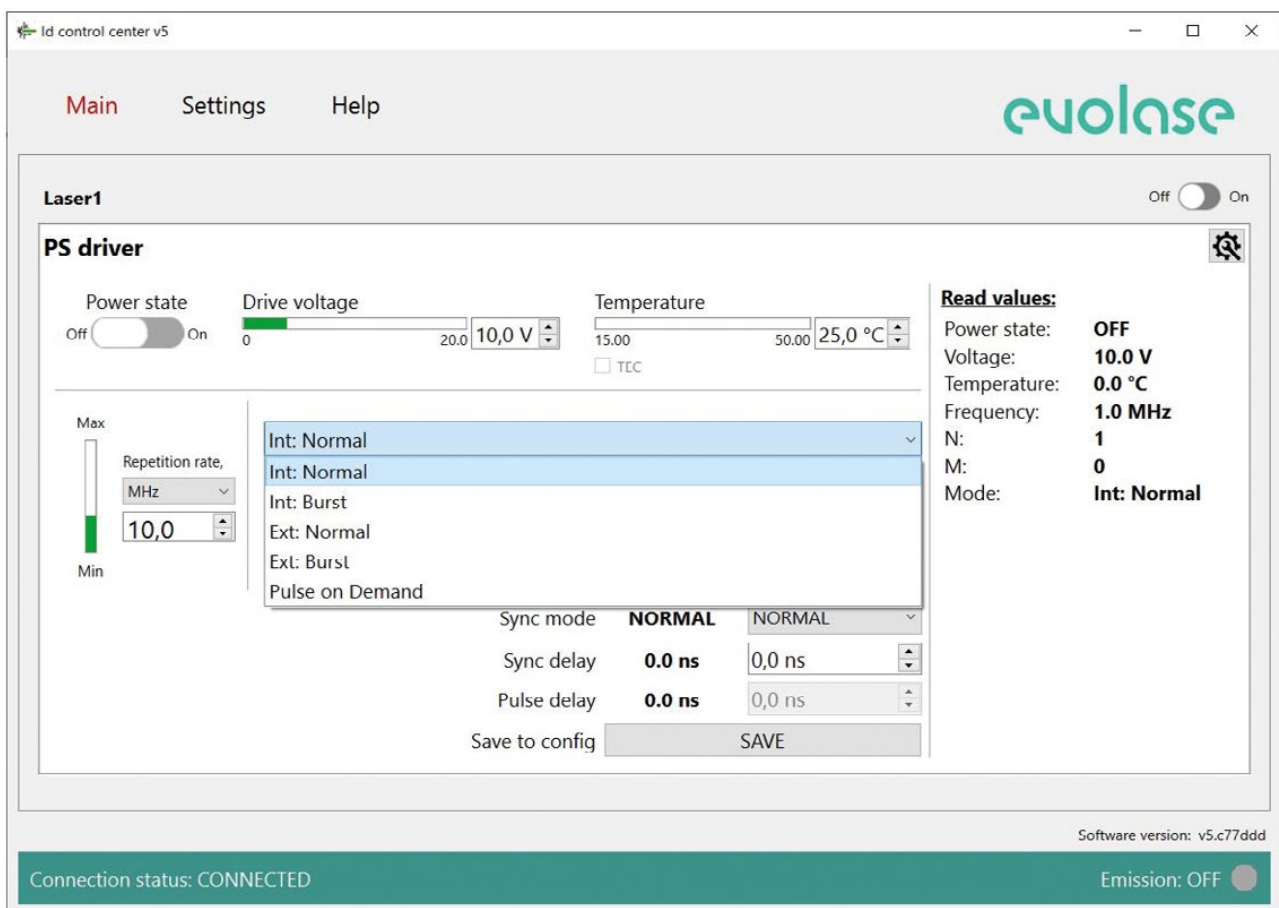 Id control center v5
Main Settings Help
evolase
Laser1
Off On
PS driver
Power state
Off On
Drive voltage
0 20.0 10,0 V
Temperature
15.00 50.00 25,0 °C
TEC
Max
Min
Repetition rate,
MHz
10,0
Int: Normal
Int: Normal
Int: Burst
Ext: Normal
Ext: Burst
Pulse on Demand
Sync mode NORMAL NORMAL
Sync delay 0.0 ns 0,0 ns
Pulse delay 0.0 ns 0,0 ns
Save to config SAVE
Read values:
Power state: OFF
Voltage: 10.0 V
Temperature: 0.0 °C
Frequency: 1.0 MHz
N: 1
M: 0
Mode: Int: Normal
Software version: v5.c77ddd
Connection status: CONNECTED
Emission: OFF